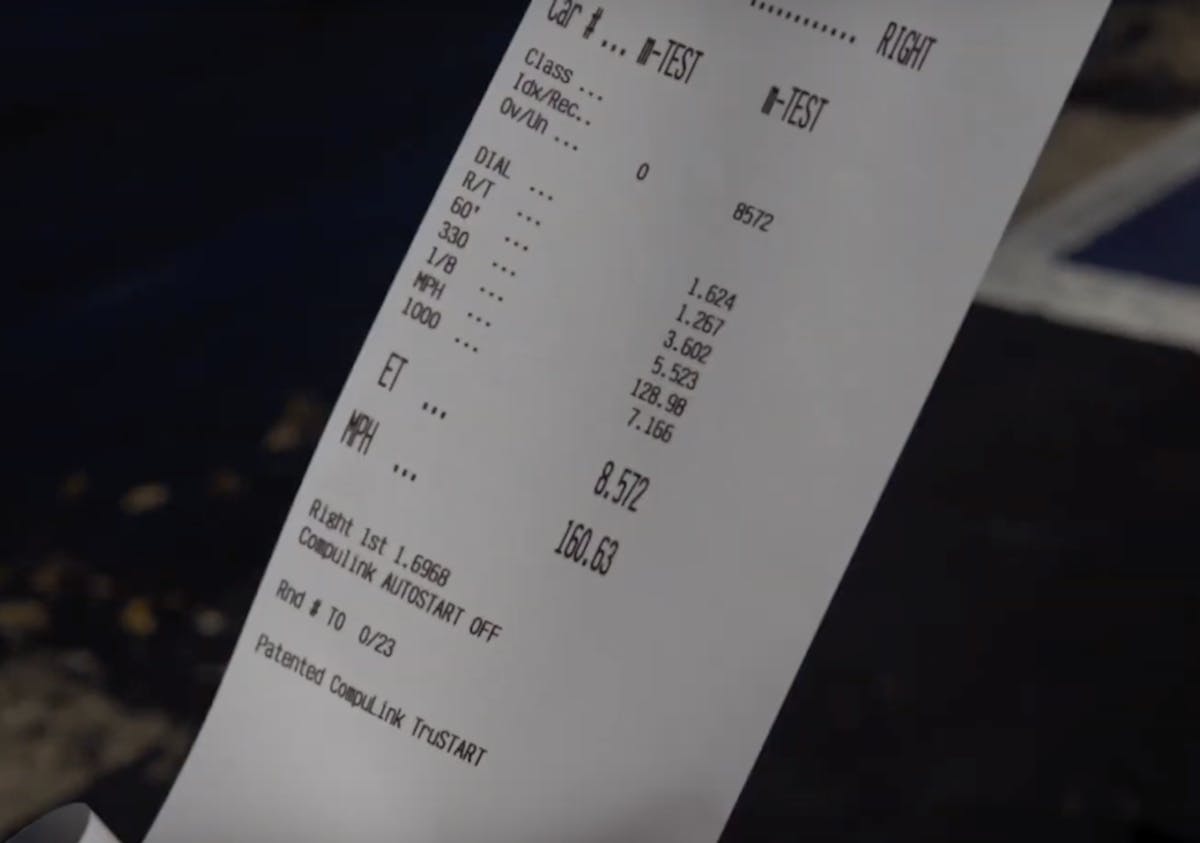 ............ RIGHT
Car # ... m-TEST m-TEST
Class ...
Idx/Rec..
Ov/Un ... 0 8572
DIAL ...
R/T ... 1.624
60' ... 1.267
330 ... 3.602
1/8 ... 5.523
MPH ... 128.98
1000 ... 7.166
ET ... 8.572
MPH ... 160.63
Right 1st 1.6968
Compulink AUTOSTART OFF
Rnd # T0 0/23
Patented CompuLink TruSTART